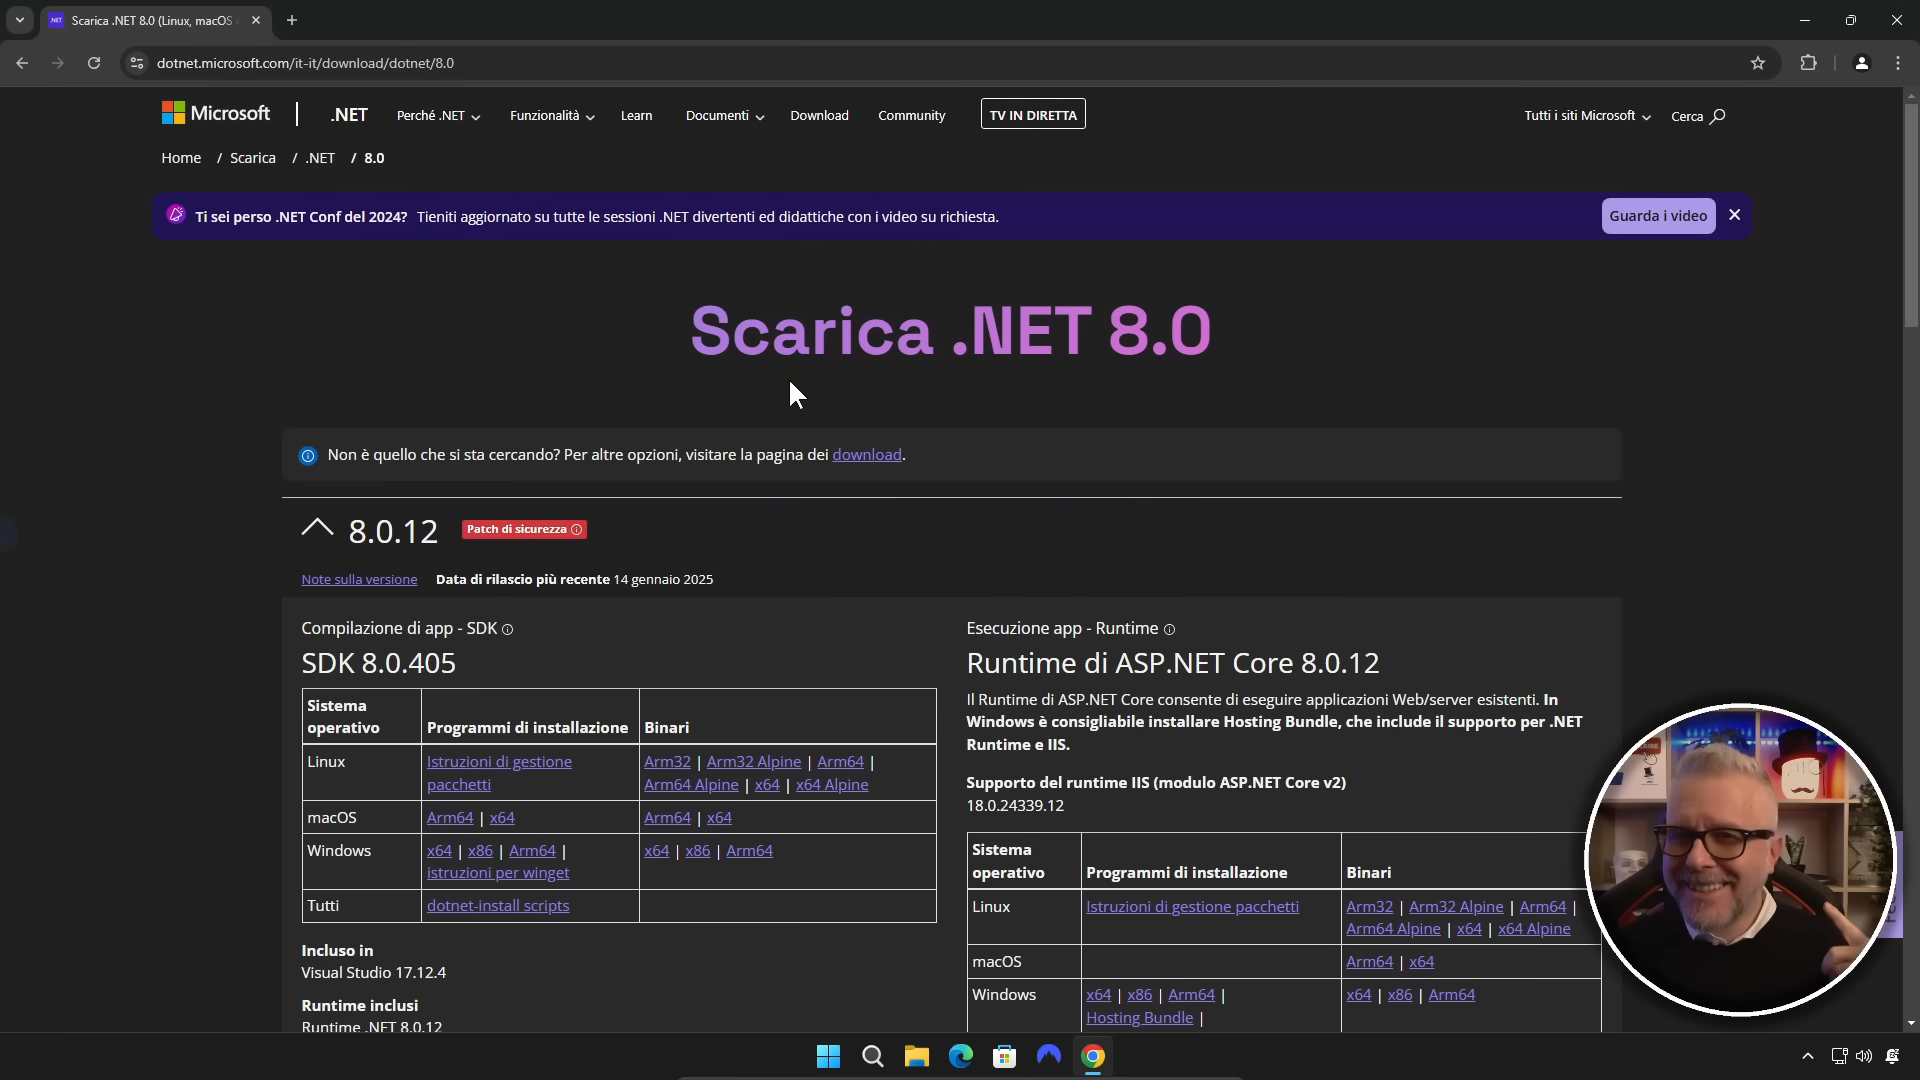 Scarica .NET 8.0 (Linux, macOS
dotnet.microsoft.com/it-it/download/dotnet/8.0
Microsoft
.NET
Perché .NET
Funzionalità
Learn
Documenti
Download
Community
TV IN DIRETTA
Tutti i siti Microsoft
Cerca
Home / Scarica / .NET / 8.0
Ti sei perso .NET Conf del 2024? Tieniti aggiornato su tutte le sessioni .NET divertenti ed didattiche con i video su richiesta.
Guarda i video
Scarica .NET 8.0
Non è quello che si sta cercando? Per altre opzioni, visitare la pagina dei download.
8.0.12
Patch di sicurezza
Note sulla versione
Data di rilascio più recente 14 gennaio 2025
Compilazione di app - SDK
SDK 8.0.405
Sistema
operativo
Programmi di installazione
Binari
Linux
Istruzioni di gestione
pacchetti
Arm32 | Arm32 Alpine | Arm64 |
Arm64 Alpine | x64 | x64 Alpine
macOS
Arm64 | x64
Arm64 | x64
Windows
x64 | x86 | Arm64 |
istruzioni per winget
x64 | x86 | Arm64
Tutti
dotnet-install scripts
Incluso in
Visual Studio 17.12.4
Runtime inclusi
Runtime .NET 8.0.12
Esecuzione app - Runtime
Runtime di ASP.NET Core 8.0.12
Il Runtime di ASP.NET Core consente di eseguire applicazioni Web/server esistenti. In
Windows è consigliabile installare Hosting Bundle, che include il supporto per .NET
Runtime e IIS.
Supporto del runtime IIS (modulo ASP.NET Core v2)
18.0.24339.12
Sistema
operativo
Programmi di installazione
Binari
Linux
Istruzioni di gestione pacchetti
Arm32 | Arm32 Alpine | Arm64 |
Arm64 Alpine | x64 | x64 Alpine
macOS
Arm64 | x64
Windows
x64 | x86 | Arm64 |
Hosting Bundle |
x64 | x86 | Arm64